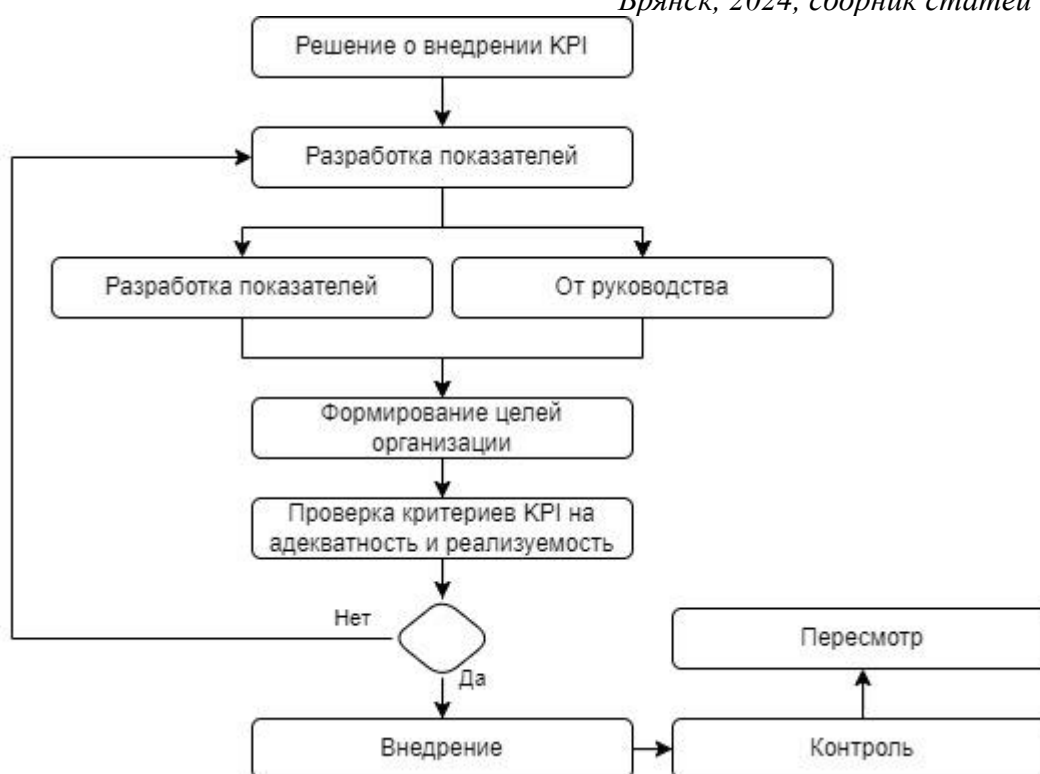 Брянск, 2024, сборник статей
Решение о внедрении KPI
Разработка показателей
Разработка показателей
От руководства
Формирование целей
организации
Проверка критериев KPI на
адекватность и реализуемость
Нет
Да
Пересмотр
Внедрение
Контроль